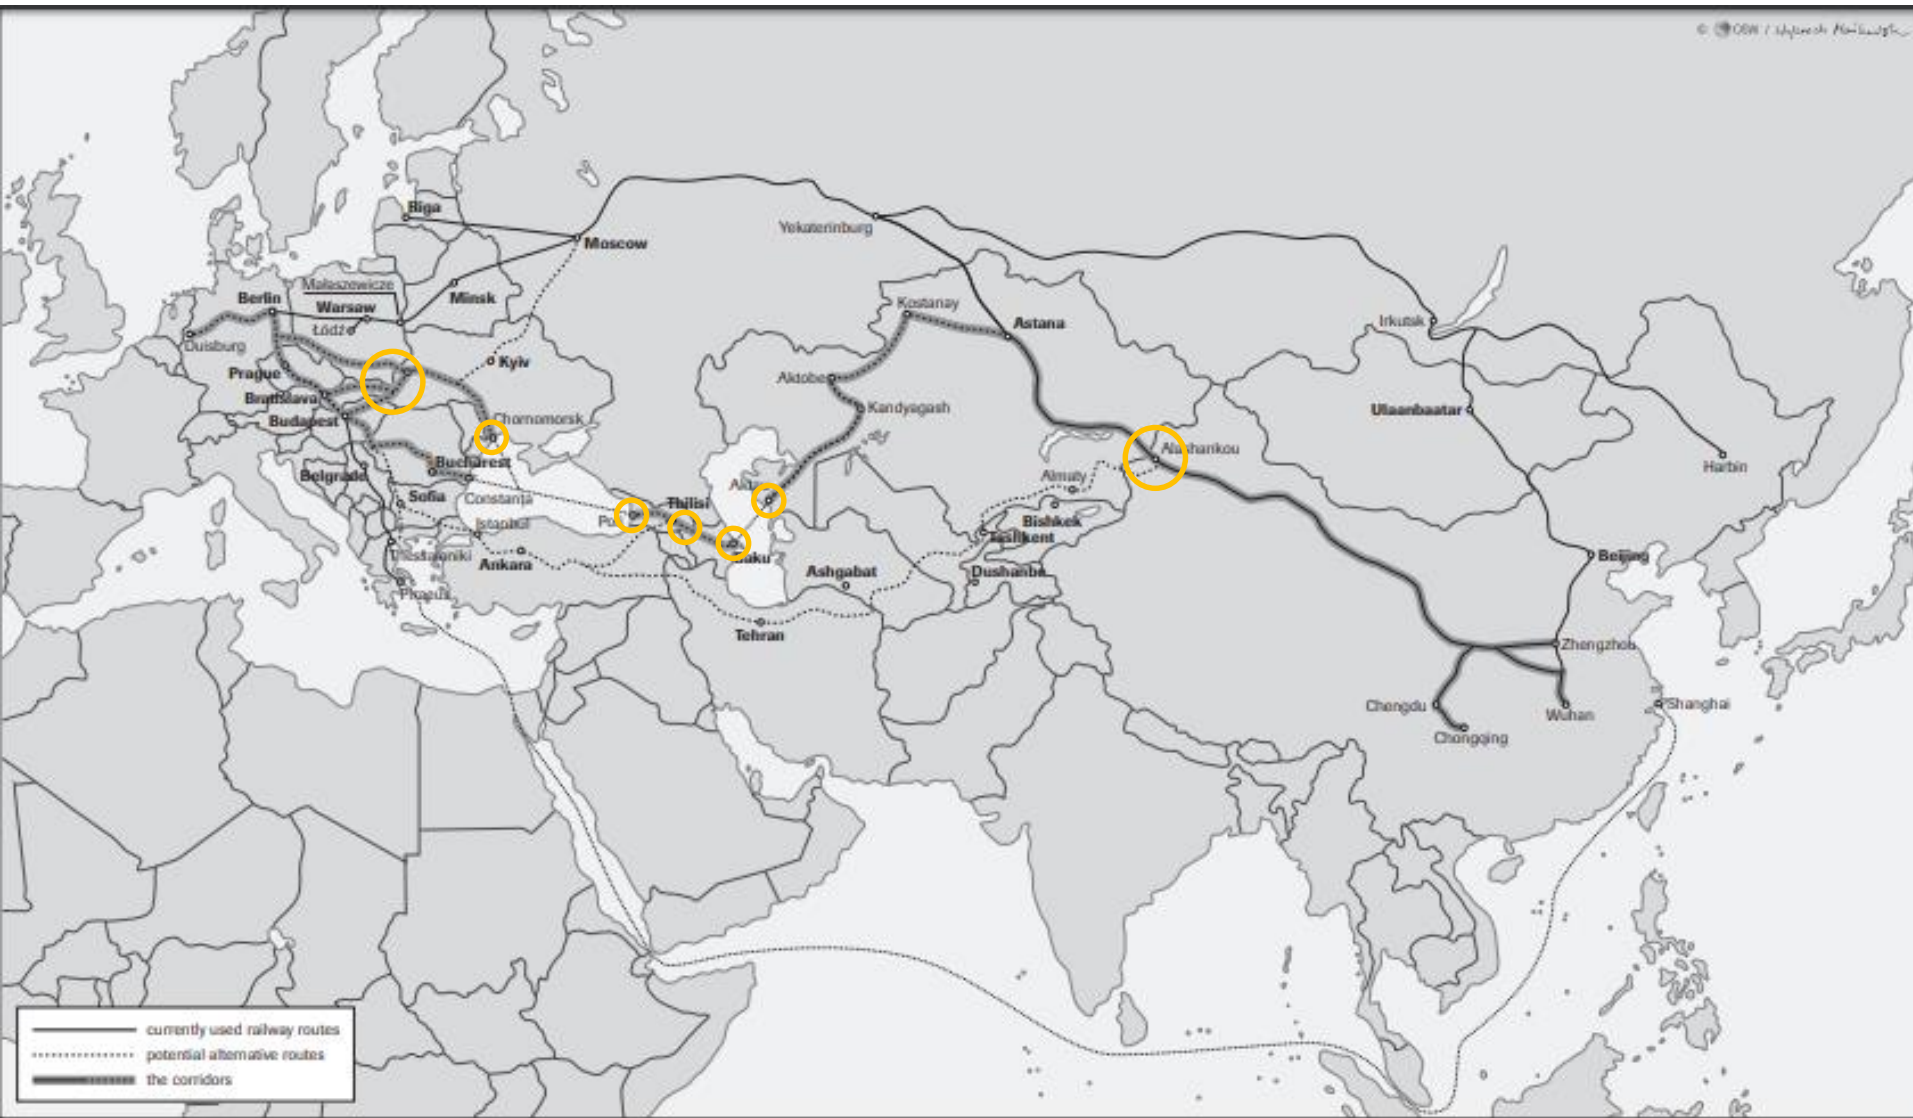 © OSW /
Riga
Moscow
Yekaterinburg
Małaszewicze
Minsk
Berlin
Warsaw
Łódź
Duisburg
Kostanay
Astana
Irkutsk
Kyiv
Prague
Aktobe
Bratislava
Kandyagash
Ulaanbaatar
Budapest
Chornomorsk
Alashankou
Bucharest
Harbin
Belgrade
Almaty
Sofia
Constanța
Tbilisi
Istanbul
Bishkek
Tashkent
Thessaloniki
Ankara
Beijing
Ashgabat
Dushanbe
Piraeus
Tehran
Zhengzhou
Chengdu
Wuhan
Shanghai
Chongqing
currently used railway routes
potential alternative routes
the corridors